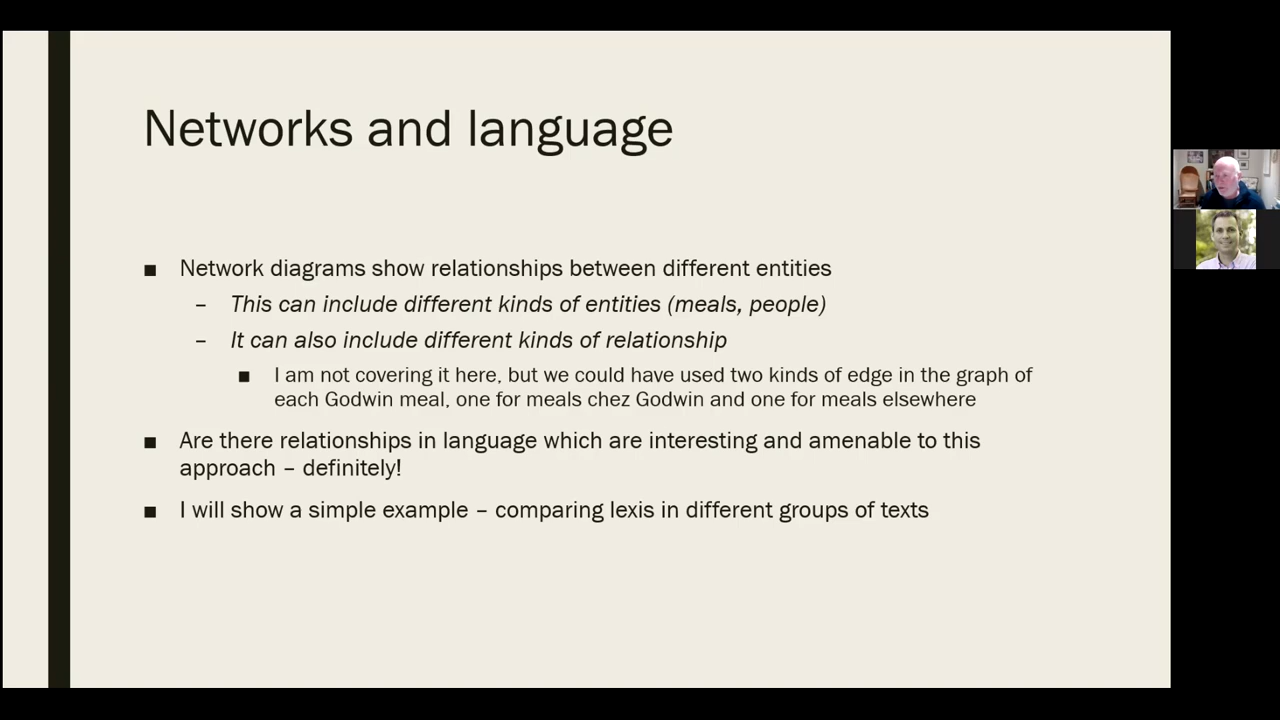 Networks and language
■ Network diagrams show relationships between different entities
– This can include different kinds of entities (meals, people)
– It can also include different kinds of relationship
■ I am not covering it here, but we could have used two kinds of edge in the graph of
each Godwin meal, one for meals chez Godwin and one for meals elsewhere
■ Are there relationships in language which are interesting and amenable to this
approach – definitely!
■ I will show a simple example – comparing lexis in different groups of texts